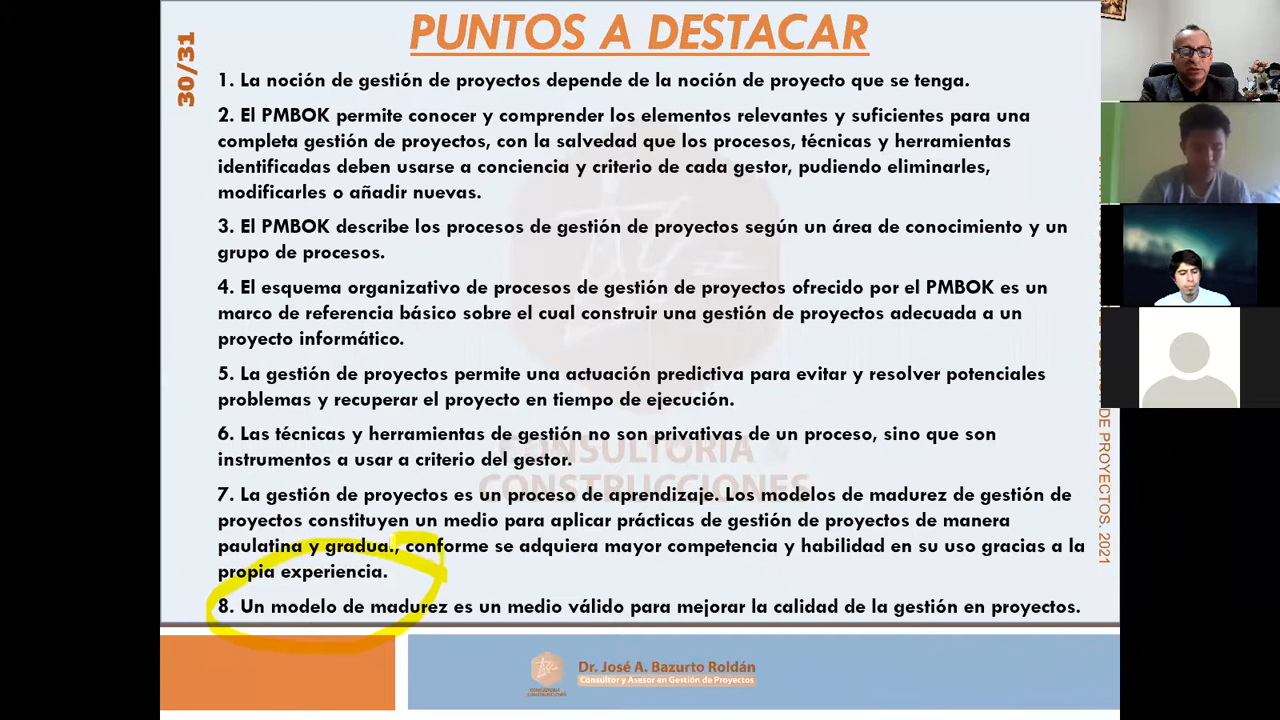 PUNTOS A DESTACAR
30/31
1. La noción de gestión de proyectos depende de la noción de proyecto que se tenga.
2. El PMBOK permite conocer y comprender los elementos relevantes y suficientes para una
completa gestión de proyectos, con la salvedad que los procesos, técnicas y herramientas
identificadas deben usarse a conciencia y criterio de cada gestor, pudiendo eliminarles,
modificarles o añadir nuevas.
3. El PMBOK describe los procesos de gestión de proyectos según un área de conocimiento y un
grupo de procesos.
4. El esquema organizativo de procesos de gestión de proyectos ofrecido por el PMBOK es un
marco de referencia básico sobre el cual construir una gestión de proyectos adecuada a un
proyecto informático.
5. La gestión de proyectos permite una actuación predictiva para evitar y resolver potenciales
problemas y recuperar el proyecto en tiempo de ejecución.
6. Las técnicas y herramientas de gestión no son privativas de un proceso, sino que son
instrumentos a usar a criterio del gestor.
CONSULTORIA
CONSTRUCCIONES
7. La gestión de proyectos es un proceso de aprendizaje. Los modelos de madurez de gestión de
proyectos constituyen un medio para aplicar prácticas de gestión de proyectos de manera
paulatina y gradua., conforme se adquiera mayor competencia y habilidad en su uso gracias a la
propia experiencia.
8. Un modelo de madurez es un medio válido para mejorar la calidad de la gestión en proyectos.
DE PROYECTOS. 2021
CONSULTORIA
CONSTRUCCIONES
Dr. José A. Bazurto Roldán
Consultor y Asesor en Gestión de Proyectos